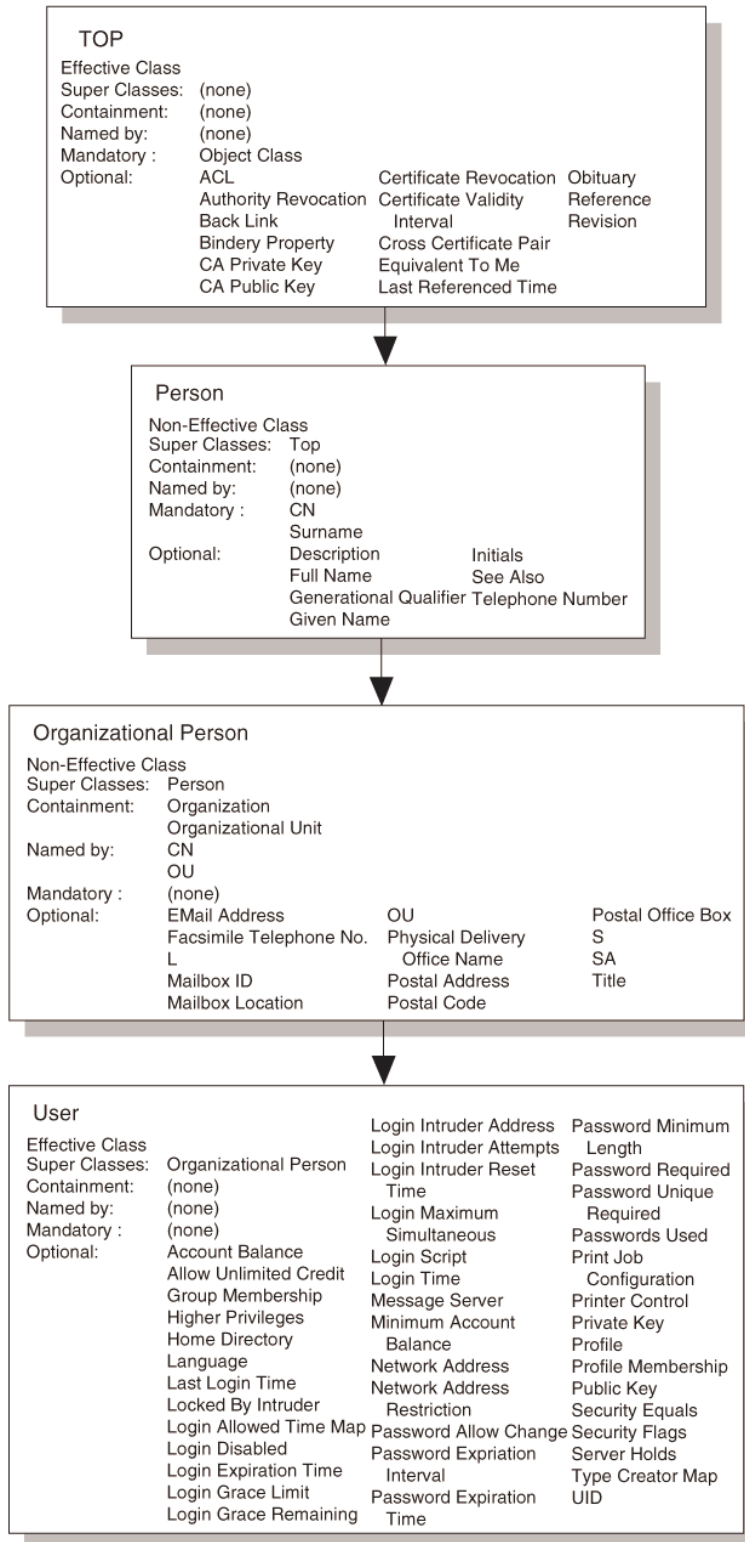 TOP
Effective Class
Super Classes: (none)
Containment: (none)
Named by: (none)
Mandatory : Object Class
Optional: ACL
Authority Revocation
Back Link
Bindery Property
CA Private Key
CA Public Key
Certificate Revocation
Certificate Validity
Interval
Cross Certificate Pair
Equivalent To Me
Last Referenced Time
Obituary
Reference
Revision
Person
Non-Effective Class
Super Classes: Top
Containment: (none)
Named by: (none)
Mandatory : CN
Surname
Optional: Description
Full Name
Generational Qualifier
Given Name
Initials
See Also
Telephone Number
Organizational Person
Non-Effective Class
Super Classes: Person
Containment: Organization
Organizational Unit
Named by: CN
OU
Mandatory : (none)
Optional: EMail Address
Facsimile Telephone No.
L
Mailbox ID
Mailbox Location
OU
Physical Delivery
Office Name
Postal Address
Postal Code
Postal Office Box
S
SA
Title
User
Effective Class
Super Classes: Organizational Person
Containment: (none)
Named by: (none)
Mandatory : (none)
Optional: Account Balance
Allow Unlimited Credit
Group Membership
Higher Privileges
Home Directory
Language
Last Login Time
Locked By Intruder
Login Allowed Time Map
Login Disabled
Login Expiration Time
Login Grace Limit
Login Grace Remaining
Login Intruder Address
Login Intruder Attempts
Login Intruder Reset
Time
Login Maximum
Simultaneous
Login Script
Login Time
Message Server
Minimum Account
Balance
Network Address
Network Address
Restriction
Password Allow Change
Password Expriation
Interval
Password Expiration
Time
Password Minimum
Length
Password Required
Password Unique
Required
Passwords Used
Print Job
Configuration
Printer Control
Private Key
Profile
Profile Membership
Public Key
Security Equals
Security Flags
Server Holds
Type Creator Map
UID